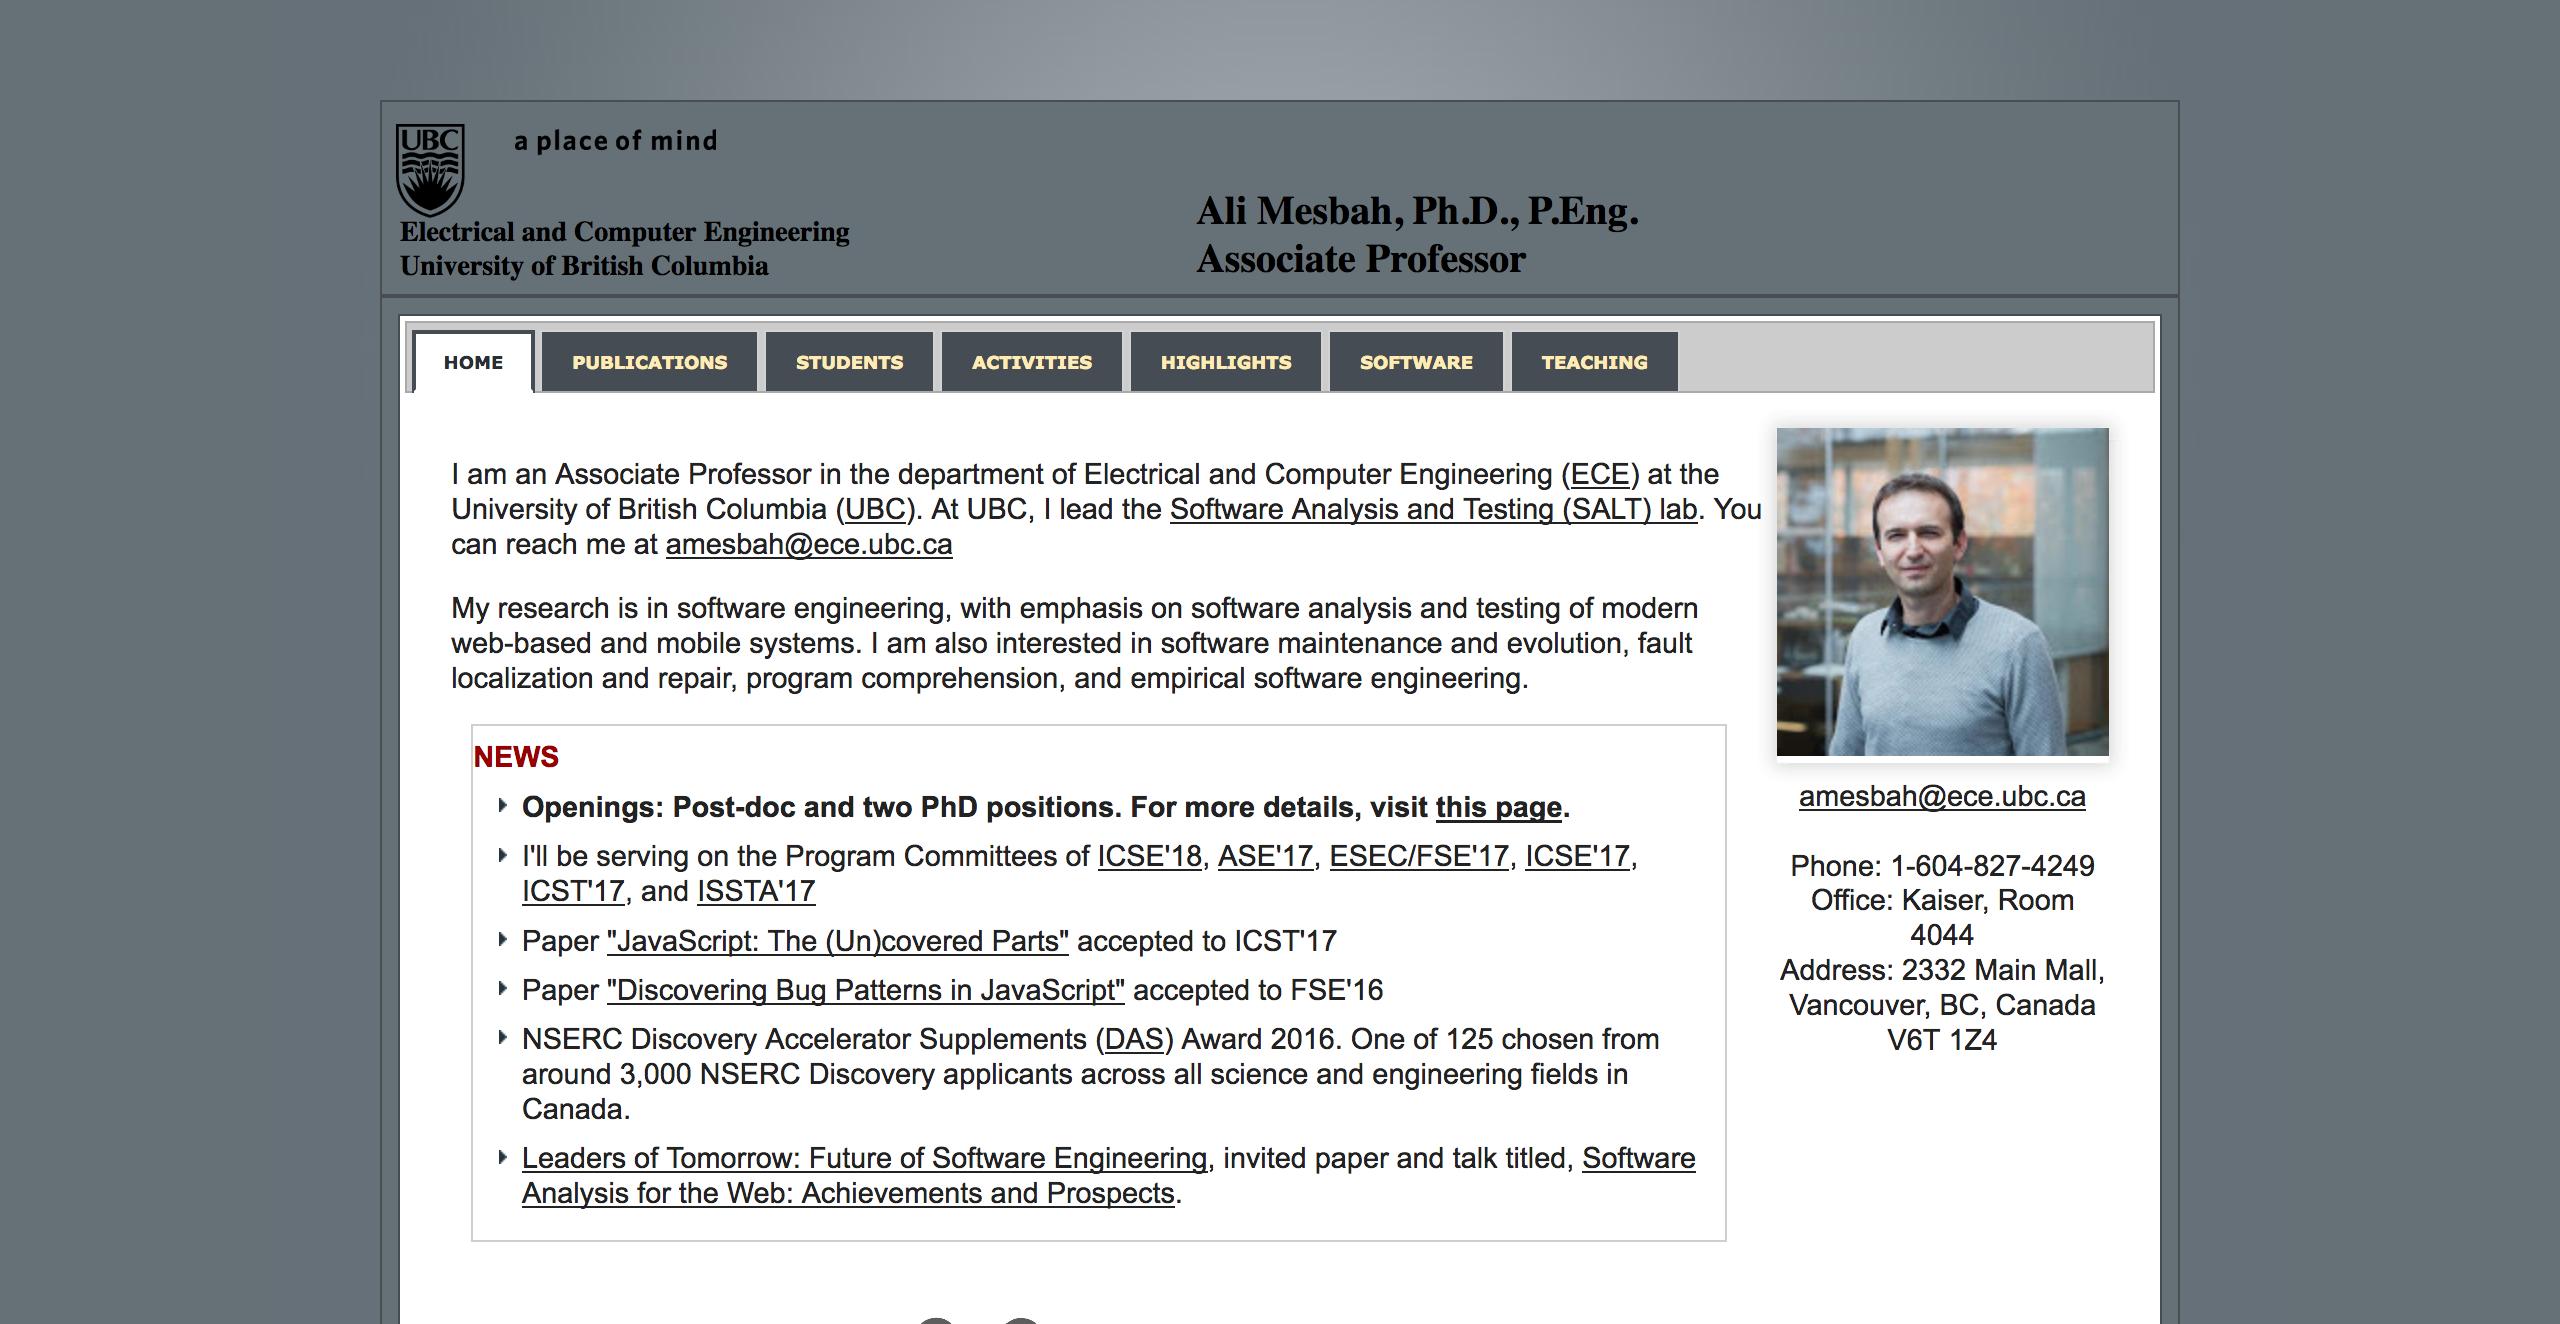 UBC
a place of mind
Electrical and Computer Engineering
University of British Columbia
Ali Mesbah, Ph.D., P.Eng.
Associate Professor
HOME
PUBLICATIONS
STUDENTS
ACTIVITIES
HIGHLIGHTS
SOFTWARE
TEACHING
I am an Associate Professor in the department of Electrical and Computer Engineering (ECE) at the
University of British Columbia (UBC). At UBC, I lead the Software Analysis and Testing (SALT) lab. You
can reach me at amesbah@ece.ubc.ca
My research is in software engineering, with emphasis on software analysis and testing of modern
web-based and mobile systems. I am also interested in software maintenance and evolution, fault
localization and repair, program comprehension, and empirical software engineering.
NEWS
Openings: Post-doc and two PhD positions. For more details, visit this page.
I'll be serving on the Program Committees of ICSE'18, ASE'17, ESEC/FSE'17, ICSE'17,
ICST'17, and ISSTA'17
Paper "JavaScript: The (Un)covered Parts" accepted to ICST'17
Paper "Discovering Bug Patterns in JavaScript" accepted to FSE'16
NSERC Discovery Accelerator Supplements (DAS) Award 2016. One of 125 chosen from
around 3,000 NSERC Discovery applicants across all science and engineering fields in
Canada.
Leaders of Tomorrow: Future of Software Engineering, invited paper and talk titled, Software
Analysis for the Web: Achievements and Prospects.
amesbah@ece.ubc.ca
Phone: 1-604-827-4249
Office: Kaiser, Room
4044
Address: 2332 Main Mall,
Vancouver, BC, Canada
V6T 1Z4